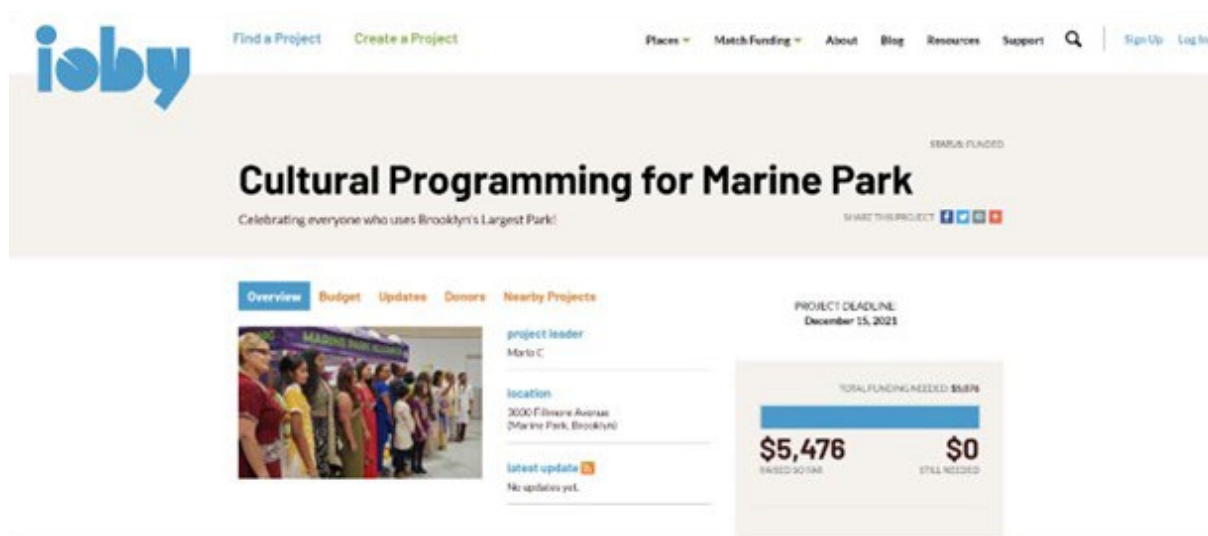 ioby
Find a Project Create a Project Places Match Funding About Blog Resources Support Sign Up Log In
STATUS: FUNDED
Cultural Programming for Marine Park
Celebrating everyone who uses Brooklyn's Largest Park!
SHARE THIS PROJECT
Overview Budget Updates Donors Nearby Projects
PROJECT DEADLINE:
December 15, 2021
MARINE PARK
project leader
Marlo C
location
3000 Fillmore Avenue
(Marine Park, Brooklyn)
latest update
No updates yet.
TOTAL FUNDING NEEDED:
$5,476 $0
RAISED SO FAR STILL NEEDED